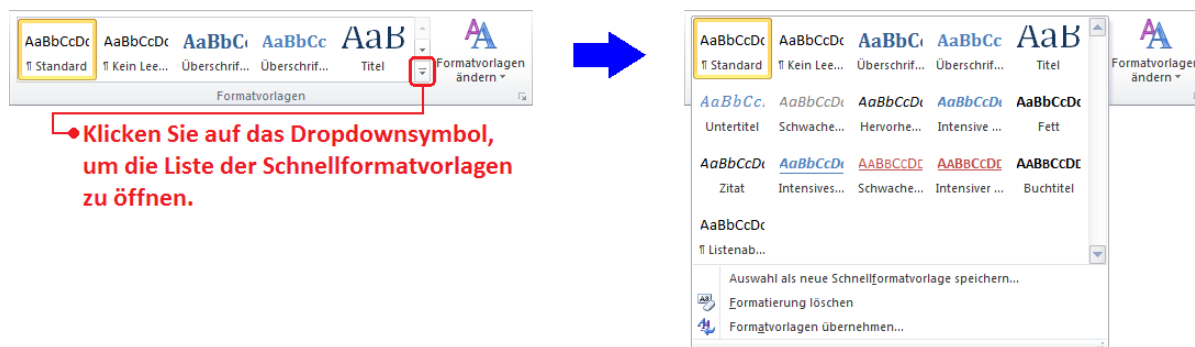 AaBbCcDc AaBbCcDc AaBbCc AaBbCc AaB
¶ Standard ¶ Kein Lee... Überschrif... Überschrif... Titel
Formatvorlagen
ändern
Formatvorlagen
Klicken Sie auf das Dropdownsymbol,
um die Liste der Schnellformatvorlagen
zu öffnen.
AaBbCcDc AaBbCcDc AaBbCc AaBbCc AaB
¶ Standard ¶ Kein Lee... Überschrif... Überschrif... Titel
Formatvorlagen
ändern
AaBbCc. AaBbCcDc AaBbCcDc AaBbCcDc AaBbCcDc
Untertitel Schwache... Hervorhe... Intensive ... Fett
AaBbCcDc AaBbCcDc AaBbCcDc AaBbCcDc AaBbCcDc
Zitat Intensives... Schwache... Intensiver ... Buchtitel
AaBbCcDc
¶ Listenab...
Auswahl als neue Schnellformatvorlage speichern...
Formatierung löschen
Formatvorlagen übernehmen...